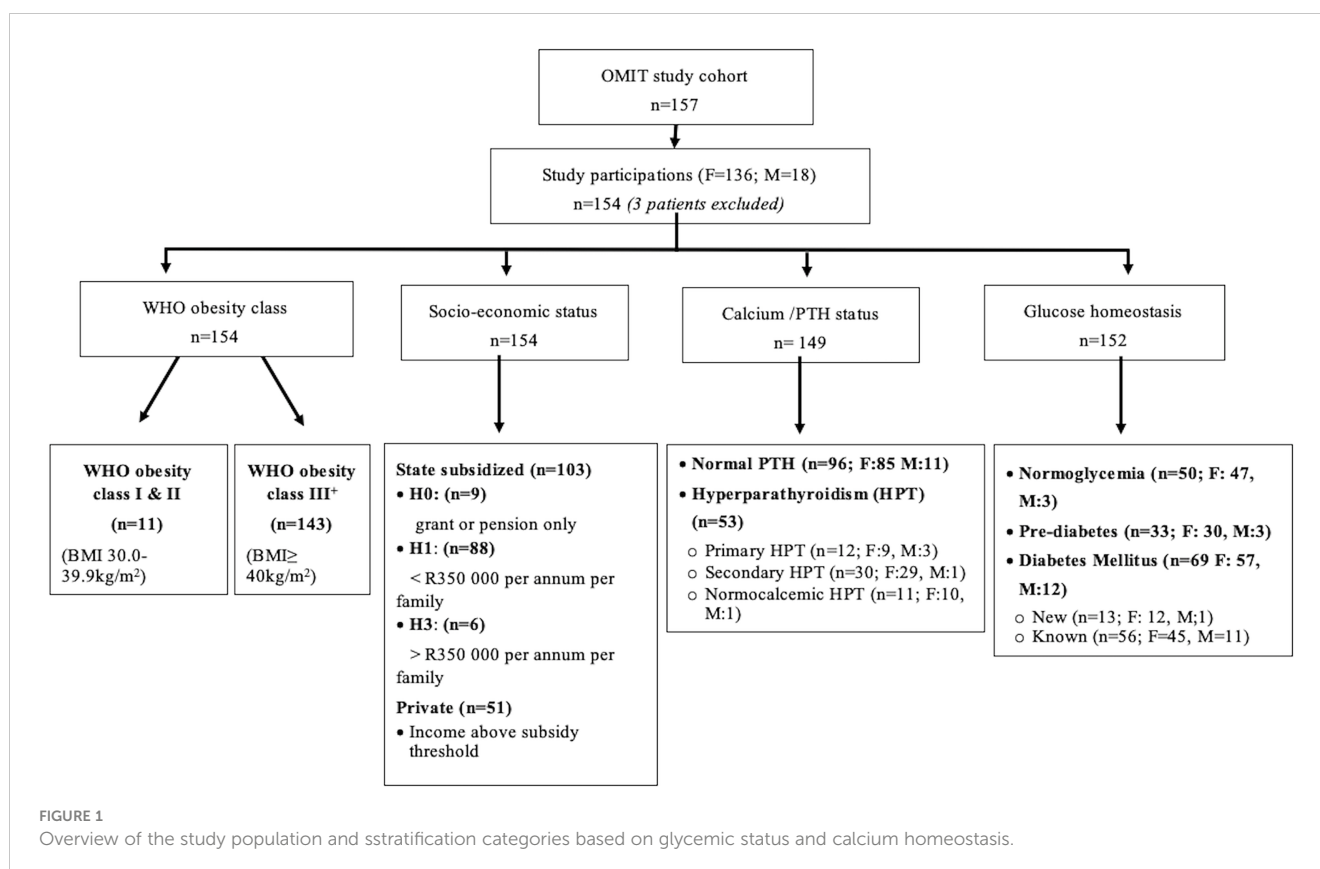 OMIT study cohort
n=157
Study participations (F=136; M=18)
n=154 (3 patients excluded)
WHO obesity class
n=154
Socio-economic status
n=154
Calcium /PTH status
n= 149
Glucose homeostasis
n=152
WHO obesity
class I & II
(n=11)
(BMI 30.0-
39.9kg/m²)
WHO obesity
class III⁺
(n=143)
(BMI≥
40kg/m²)
State subsidized (n=103)
• H0: (n=9)
grant or pension only
• H1: (n=88)
< R350 000 per annum per
family
• H3: (n=6)
> R350 000 per annum per
family
Private (n=51)
• Income above subsidy
threshold
• Normal PTH (n=96; F:85 M:11)
• Hyperparathyroidism (HPT)
(n=53)
○ Primary HPT (n=12; F:9, M:3)
○ Secondary HPT (n=30; F:29, M:1)
○ Normocalcemic HPT (n=11; F:10,
M:1)
• Normoglycemia (n=50; F: 47,
M:3)
• Pre-diabetes (n=33; F: 30, M:3)
• Diabetes Mellitus (n=69 F: 57,
M:12)
○ New (n=13; F: 12, M;1)
○ Known (n=56; F=45, M=11)
FIGURE 1
Overview of the study population and sstratification categories based on glycemic status and calcium homeostasis.